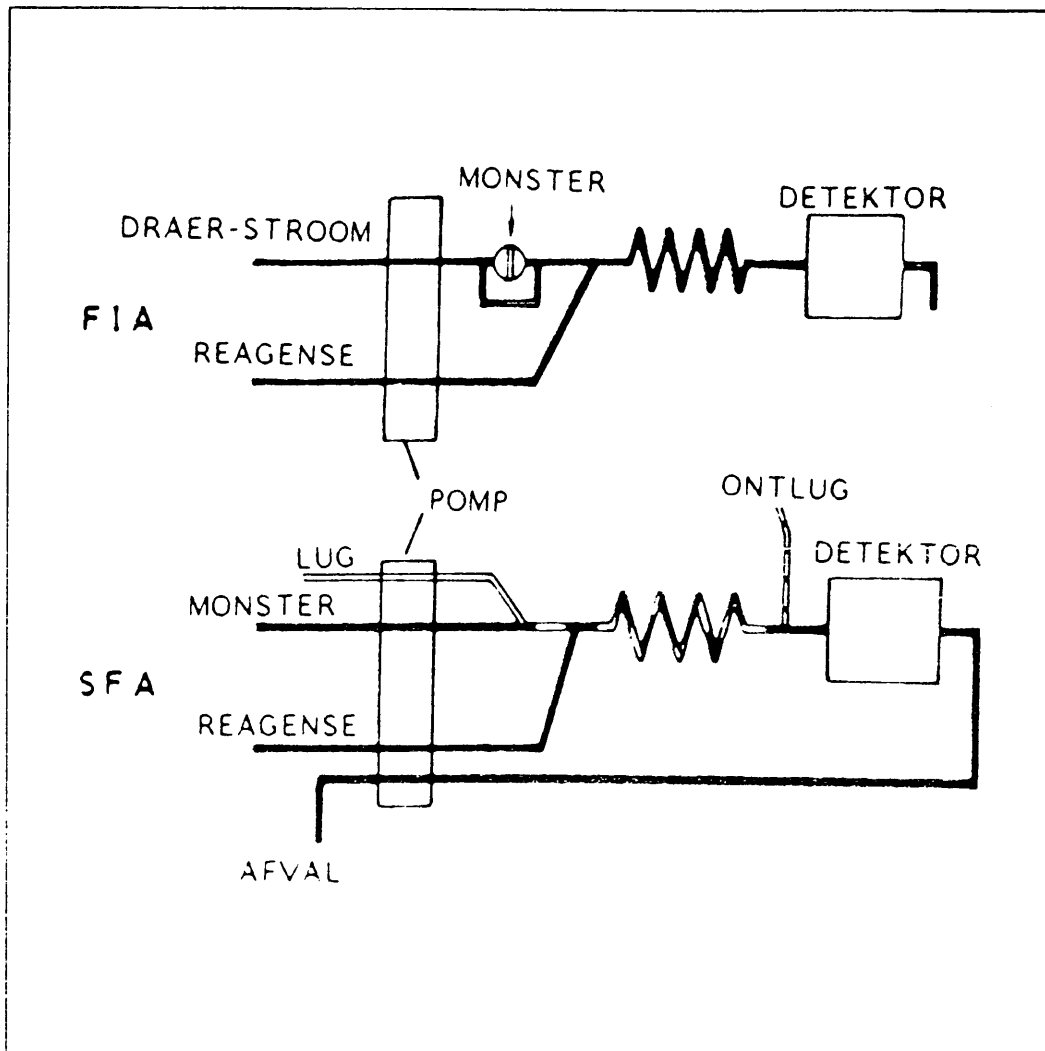 MONSTER
DETEKTOR
DRAER-STROOM
FIA
REAGENSE
POMP
ONTLUG
LUG
DETEKTOR
MONSTER
SFA
REAGENSE
AFVAL